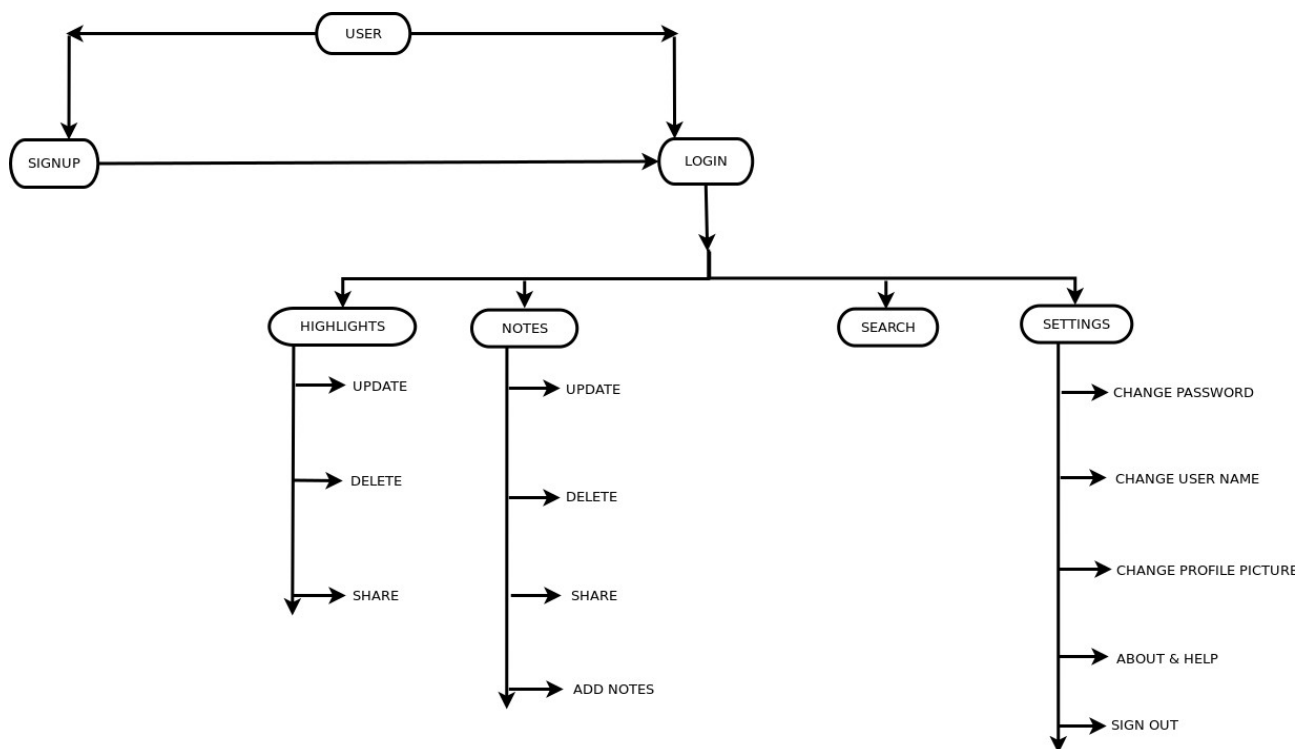 USER
SIGNUP
LOGIN
HIGHLIGHTS
NOTES
SEARCH
SETTINGS
UPDATE
DELETE
SHARE
UPDATE
DELETE
SHARE
ADD NOTES
CHANGE PASSWORD
CHANGE USER NAME
CHANGE PROFILE PICTURE
ABOUT & HELP
SIGN OUT